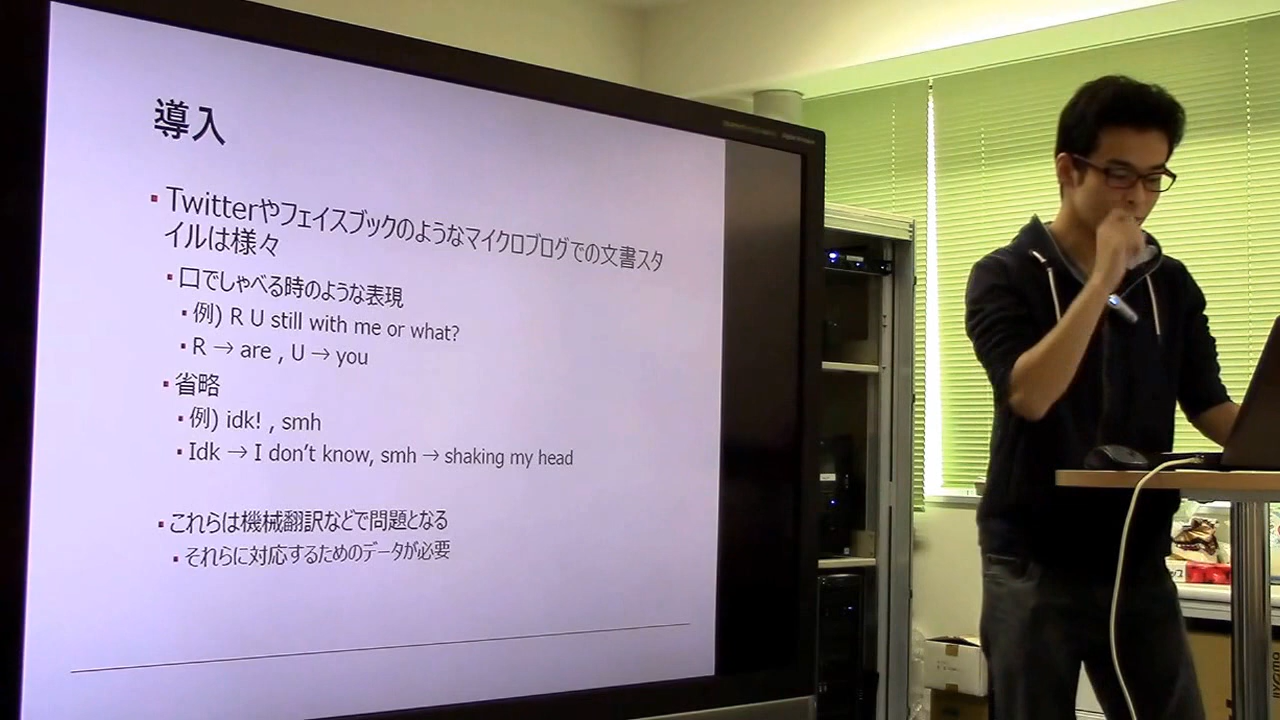 導入
Twitterやフェイスブックのようなマイクロブログでの文書スタ
イルは様々
口でしゃべる時のような表現
例) R U still with me or what?
R → are , U → you
省略
例) idk! , smh
Idk → I don't know, smh → shaking my head
これらは機械翻訳などで問題となる
それらに対応するためのデータが必要